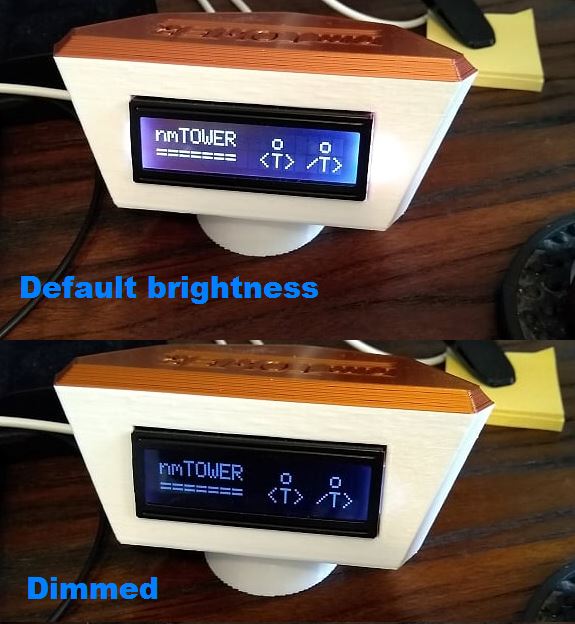 nmTOWER
=======
<T> /T>
Default brightness
nmTOWER
=======
<T> /T>
Dimmed